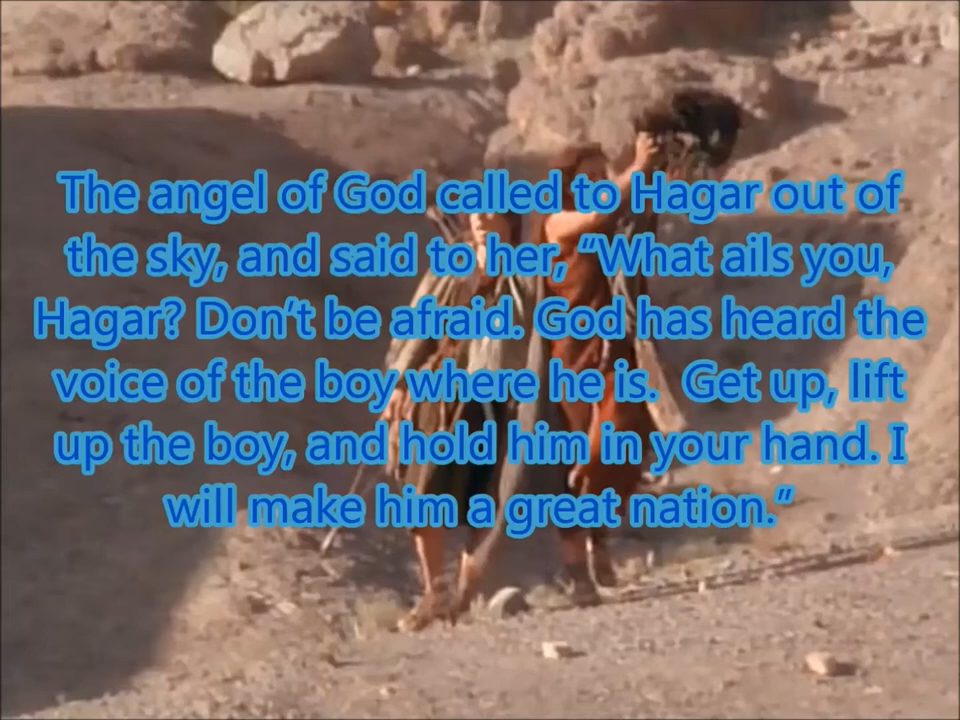 The angel of God called to Hagar out of
the sky, and said to her, “What ails you,
Hagar? Don’t be afraid. God has heard the
voice of the boy where he is.  Get up, lift
up the boy, and hold him in your hand. I
will make him a great nation.”